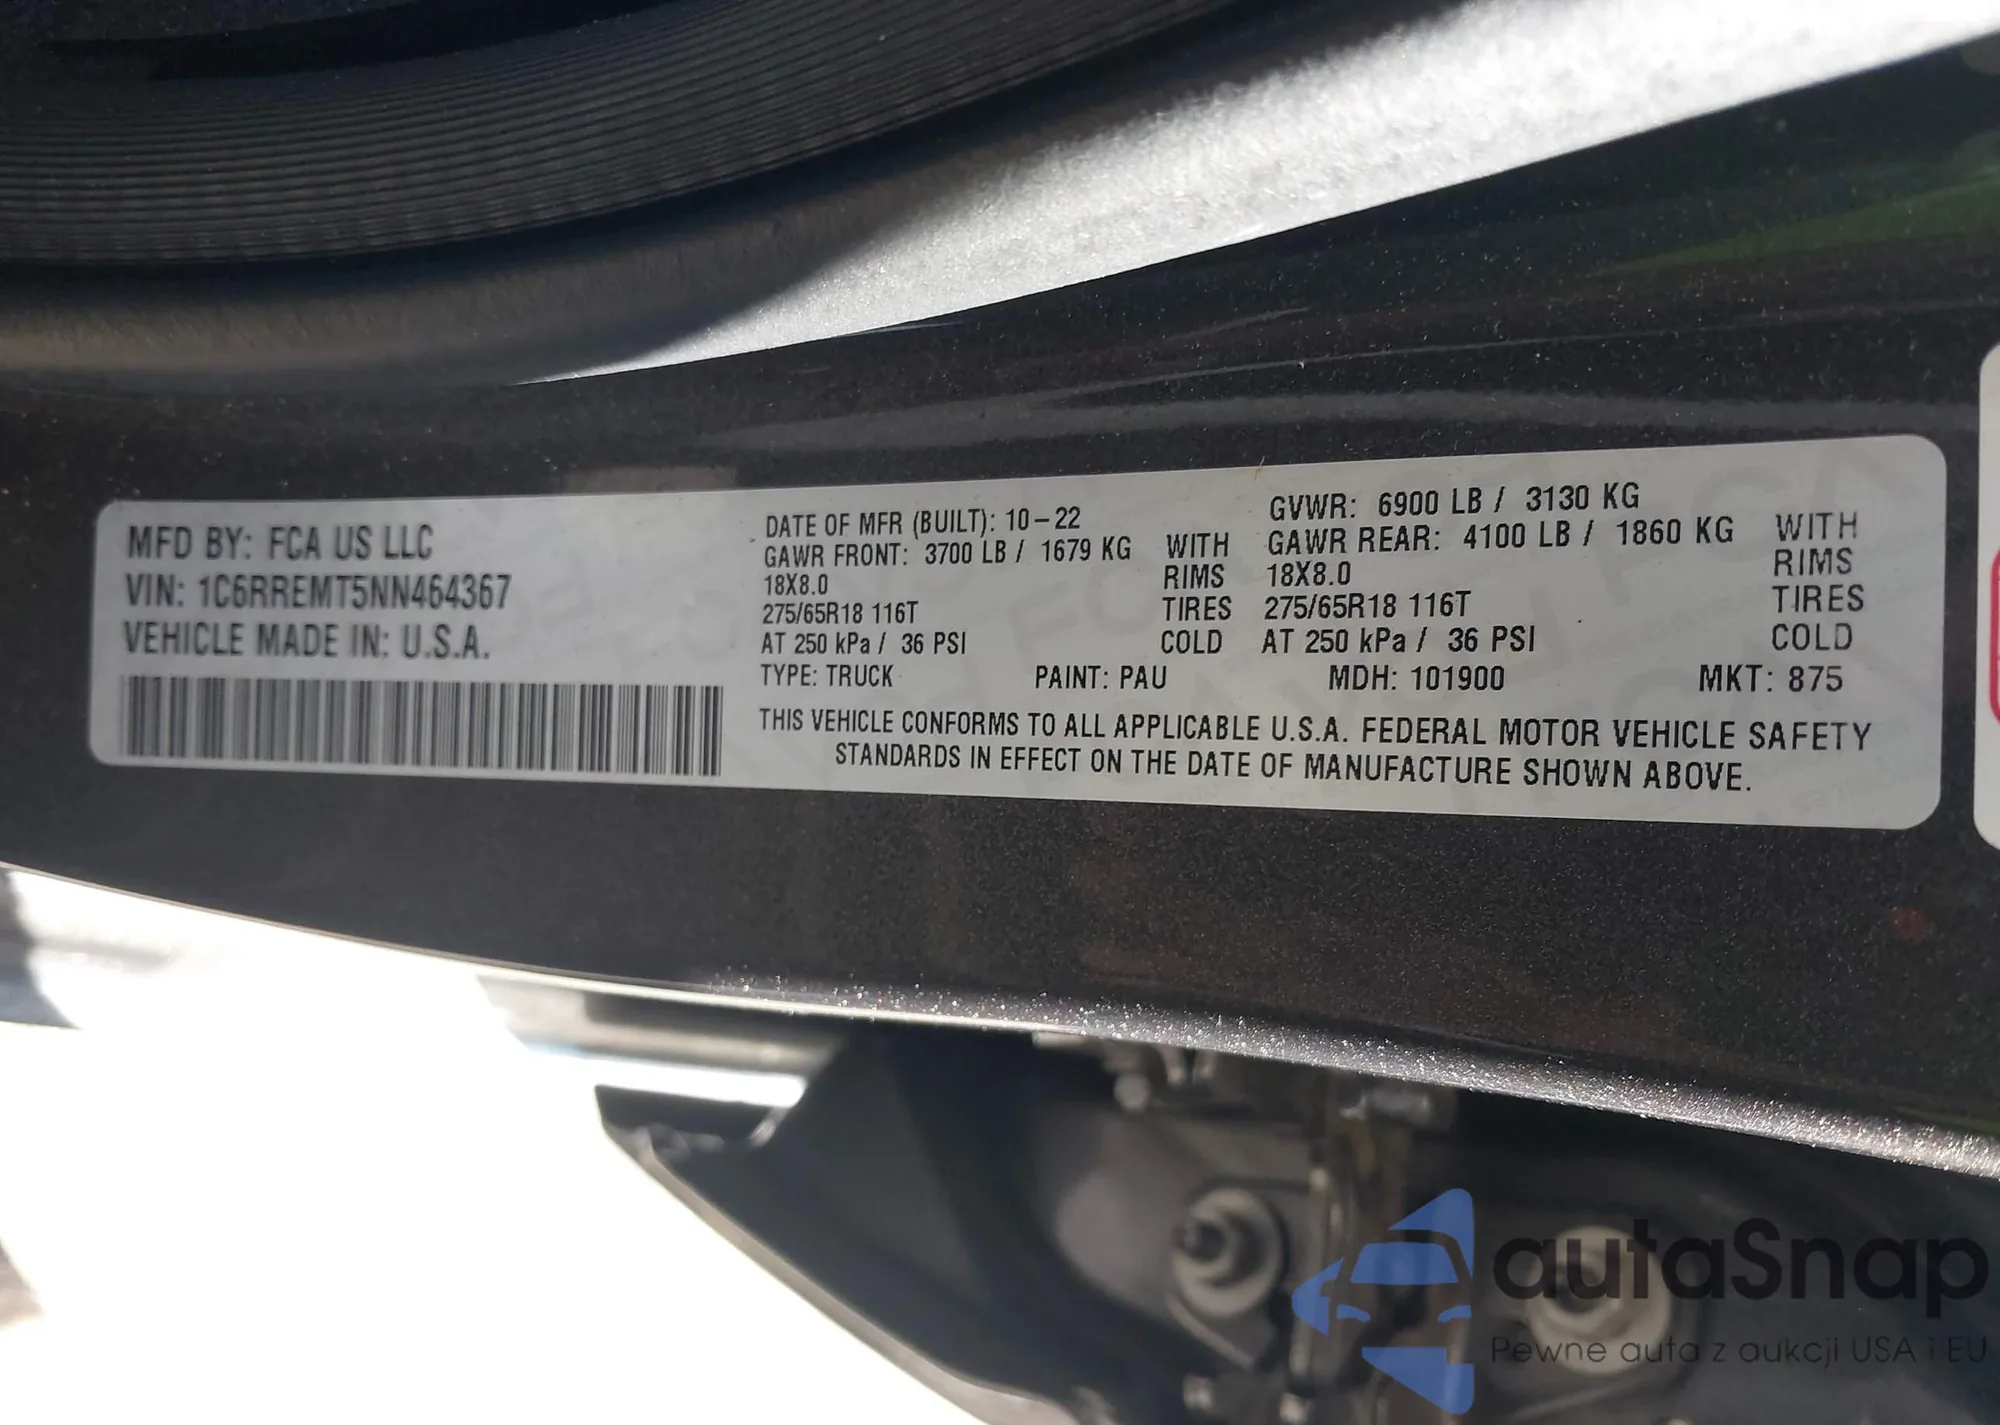 MFD BY: FCA US LLC
VIN: 1C6RREMT5NN464367
VEHICLE MADE IN: U.S.A.
DATE OF MFR (BUILT): 10-22
GVWR: 6900 LB / 3130 KG
GAWR FRONT: 3700 LB / 1679 KG WITH
GAWR REAR: 4100 LB / 1860 KG WITH
18X8.0 RIMS
18X8.0 RIMS
275/65R18 116T TIRES
275/65R18 116T TIRES
AT 250 kPa / 36 PSI COLD
AT 250 kPa / 36 PSI COLD
TYPE: TRUCK PAINT: PAU MDH: 101900 MKT: 875
THIS VEHICLE CONFORMS TO ALL APPLICABLE U.S.A. FEDERAL MOTOR VEHICLE SAFETY
STANDARDS IN EFFECT ON THE DATE OF MANUFACTURE SHOWN ABOVE.
autaSnap
Pewne auta z aukcji USA i EU